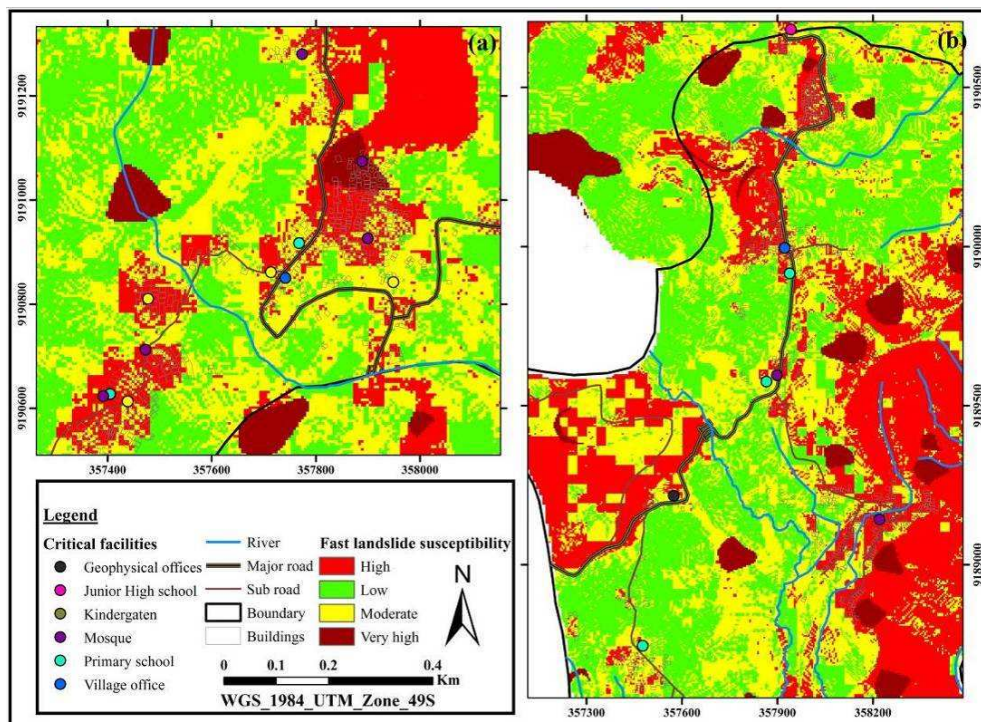 (a)
(b)
9191200
9191000
9190800
9190600
357400
357600
357800
358000
9190500
9190000
9189500
9189000
357300
357600
357900
358200
Legend
Critical facilities
Geophysical offices
Junior High school
Kindergaten
Mosque
Primary school
Village office
River
Major road
Sub road
Boundary
Buildings
Fast landslide susceptibility
High
Low
Moderate
Very high
N
0
0.2
0.4
Km
WGS_1984_UTM_Zone_49S